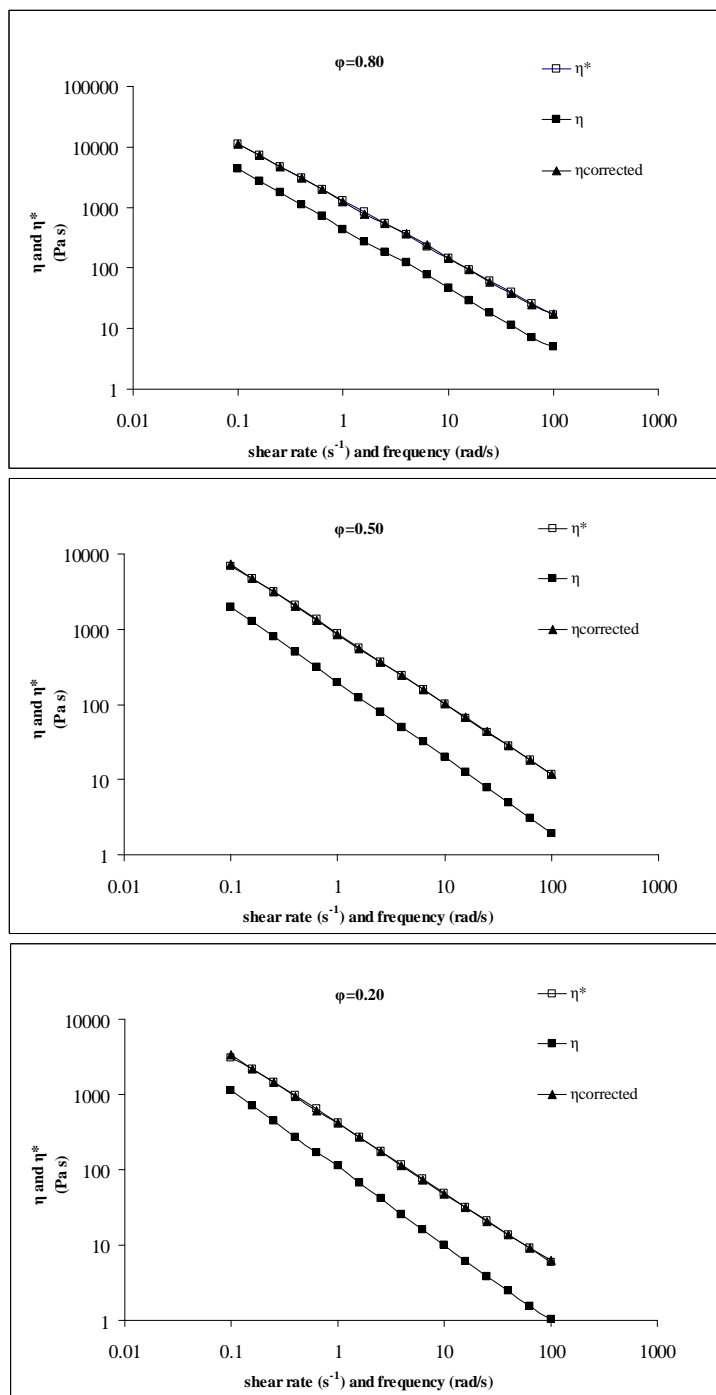 φ=0.80
η*
η
ηcorrected
100000
10000
1000
100
10
1
η and η*
(Pa s)
0.01 0.1 1 10 100 1000
shear rate (s⁻¹) and frequency (rad/s)
φ=0.50
η*
η
ηcorrected
10000
1000
100
10
1
η and η*
(Pa s)
0.01 0.1 1 10 100 1000
shear rate (s⁻¹) and frequency (rad/s)
φ=0.20
η*
η
ηcorrected
10000
1000
100
10
1
η and η*
(Pa s)
0.01 0.1 1 10 100 1000
shear rate (s⁻¹) and frequency (rad/s)